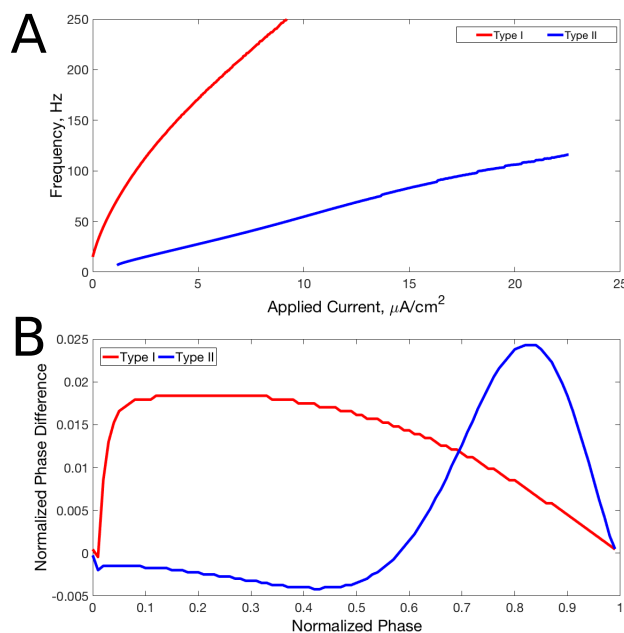 A
250
200
150
100
50
0
Frequency, Hz
Type I Type II
0 5 10 15 20 25
Applied Current, μA/cm²
B
0.025
0.02
0.015
0.01
0.005
0
-0.005
Normalized Phase Difference
Type I Type II
0 0.1 0.2 0.3 0.4 0.5 0.6 0.7 0.8 0.9 1
Normalized Phase